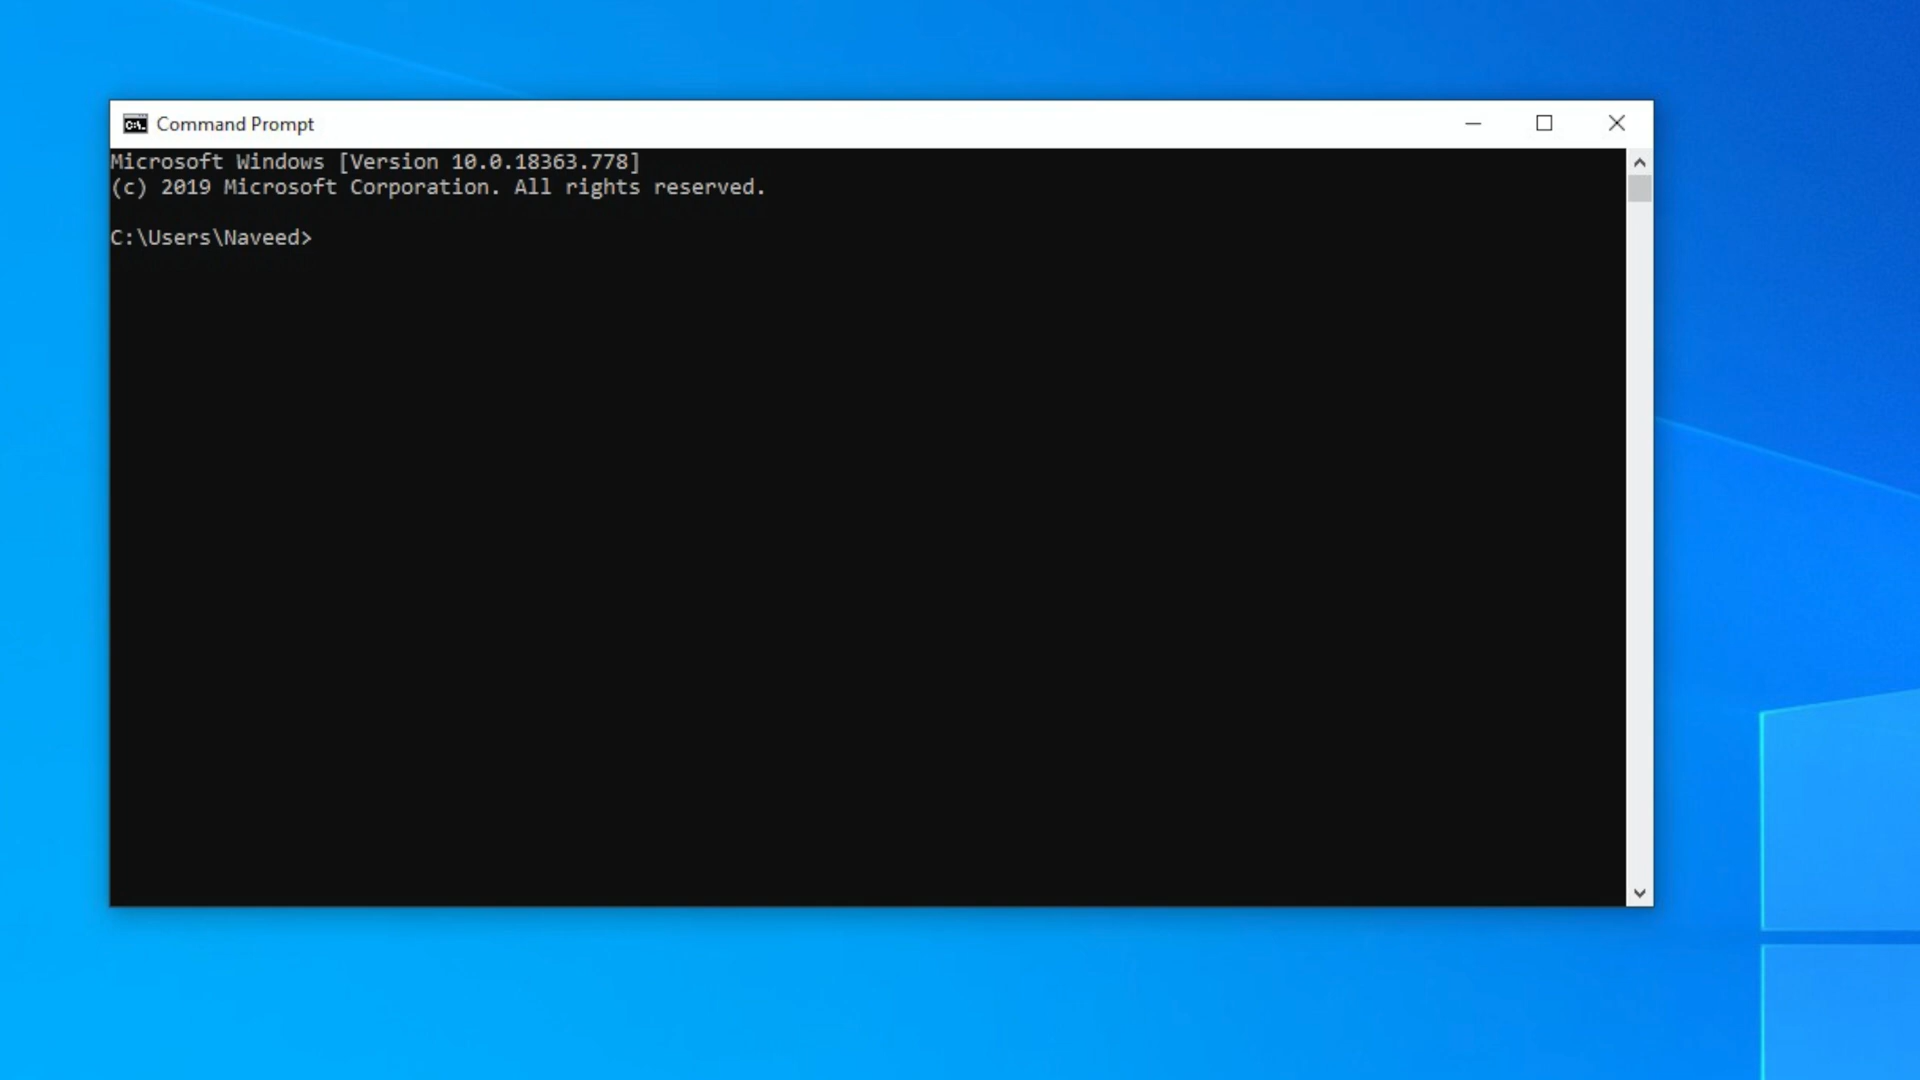 Command Prompt
Microsoft Windows [Version 10.0.18363.778]
(c) 2019 Microsoft Corporation. All rights reserved.
C:\Users\Naveed>